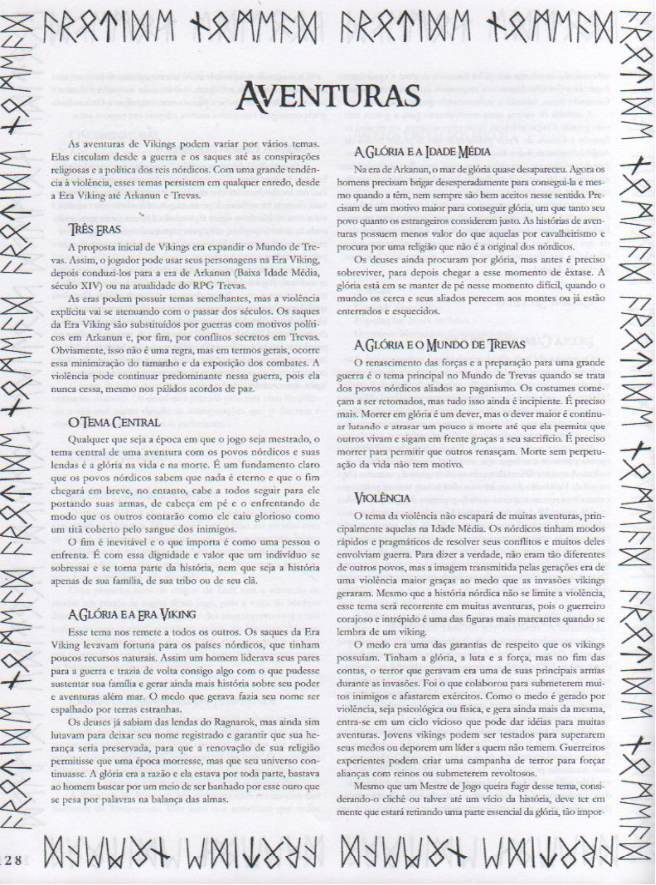 AVENTURAS
As aventuras de Vikings podem variar por vários temas.
Elas circulam desde a guerra e os saques até as conspirações
religiosas e a política dos reis nórdicos. Com uma grande tendên-
cia à violência, esses temas persistem em qualquer enredo, desde
a Era Viking até Arkanun e Trevas.
TRÊS ERAS
A proposta inicial de Vikings era expandir o Mundo de Tre-
vas. Assim, o jogador pode usar seus personagens na Era Viking,
depois conduzi-los para a era de Arkanun (Baixa Idade Média,
século XIV) ou na atualidade do RPG Trevas.
As eras podem possuir temas semelhantes, mas a violência
explícita vai se atenuando com o passar dos séculos. Os saques
da Era Viking são substituídos por guerras com motivos políti-
cos em Arkanun e, por fim, por conflitos secretos em Trevas.
Obviamente, isso não é uma regra, mas em termos gerais, ocorre
essa minimização do tamanho e da exposição dos combates. A
violência pode continuar predominante nessa guerra, pois ela
nunca cessa, mesmo nos pálidos acordos de paz.
O TEMA CENTRAL
Qualquer que seja a época em que o jogo seja mestrado, o
tema central de uma aventura com os povos nórdicos e suas
lendas é a glória na vida e na morte. É um fundamento claro
que os povos nórdicos sabem que nada é eterno e que o fim
chegará em breve, no entanto, cabe a todos seguir para ele
portando suas armas, de cabeça em pé e o enfrentando de
modo que os outros contarão como ele caiu glorioso como
um titã coberto pelo sangue dos inimigos.
O fim é inevitável e o que importa é como uma pessoa o
enfrenta. É com essa dignidade e valor que um indivíduo se
sobressai e se torna parte da história, nem que seja a história
apenas de sua família, de sua tribo ou de seu clã.
A GLÓRIA E A ERA VIKING
Esse tema nos remete a todos os outros. Os saques da Era
Viking levavam fortuna para os países nórdicos, que tinham
poucos recursos naturais. Assim um homem liderava seus pares
para a guerra e trazia de volta consigo algo com o que pudesse
sustentar sua família e gerar ainda mais história sobre seu poder
e aventuras além mar. O medo que gerava fazia seu nome ser
espalhado por terras estranhas.
Os deuses já sabiam das lendas do Ragnarok, mas ainda sim
lutavam para deixar seu nome registrado e garantir que sua he-
rança seria preservada, para que a renovação de sua religião
permitisse que uma época morresse, mas que seu universo con-
tinuasse. A glória era a razão e ela estava por toda parte, bastava
ao homem buscar por um meio de ser banhado por esse ouro que
se pesa por palavras na balança das almas.
A GLÓRIA E A IDADE MÉDIA
Na era de Arkanun, o mar de glória quase desapareceu. Agora os
homens precisam brigar desesperadamente para consegui-la e mes-
mo quando a têm, nem sempre são bem aceitos nesse sentido. Pre-
cisam de um motivo maior para conseguir glória, um que tanto seu
povo quanto os estrangeiros considerem justo. As histórias de aven-
turas possuem menos valor do que aquelas por cavalheirismo e
procura por uma religião que não é a original dos nórdicos.
Os deuses ainda procuram por glória, mas antes é preciso
sobreviver, para depois chegar a esse momento de êxtase. A
glória está em se manter de pé nesse momento difícil, quando o
mundo os cerca e seus aliados perecem aos montes ou já estão
enterrados e esquecidos.
A GLÓRIA E O MUNDO DE TREVAS
O renascimento das forças e a preparação para uma grande
guerra é o tema principal no Mundo de Trevas quando se trata
dos povos nórdicos aliados ao paganismo. Os costumes come-
çam a ser retomados, mas tudo isso ainda é incipiente. É preciso
mais. Morrer em glória é um dever, mas o dever maior é continu-
ar lutando e atrasar um pouco a morte até que ela permita que
outros vivam e sigam em frente graças a seu sacrifício. É preciso
morrer para permitir que outros renasçam. Morte sem perpetu-
ação da vida não tem motivo.
VIOLÊNCIA
O tema da violência não escapará de muitas aventuras, prin-
cipalmente aquelas na Idade Média. Os nórdicos tinham modos
rápidos e pragmáticos de resolver seus conflitos e muitos deles
envolviam guerra. Para dizer a verdade, não eram tão diferentes
de outros povos, mas a imagem transmitida pelas gerações era de
uma violência maior graças ao medo que as invasões vikings
geraram. Mesmo que a história nórdica não se limite a violência,
esse tema será recorrente em muitas aventuras, pois o guerreiro
corajoso e intrépido é uma das figuras mais marcantes quando se
lembra de um viking.
O medo era uma das garantias de respeito que os vikings
possuíam. Tinham a glória, a luta e a força, mas no fim das
contas, o terror que geravam era uma de suas principais armas
durante as invasões. Foi o que colaborou para submeterem mui-
tos inimigos e afastarem exércitos. Como o medo é gerado por
violência, seja psicológica ou física, e gera ainda mais da mesma,
entra-se em um ciclo vicioso que pode dar idéias para muitas
aventuras. Jovens vikings podem ser testados para superarem
seus medos ou deporem um líder a quem não temem. Guerreiros
experientes podem criar uma campanha de terror para forçar
alianças com reinos ou submeterem revoltosos.
Mesmo que um Mestre de Jogo queira fugir desse tema, consi-
derando-o clichê ou talvez até um vício da história, deve ter em
mente que estará retirando uma parte essencial da glória, tão impor-
128